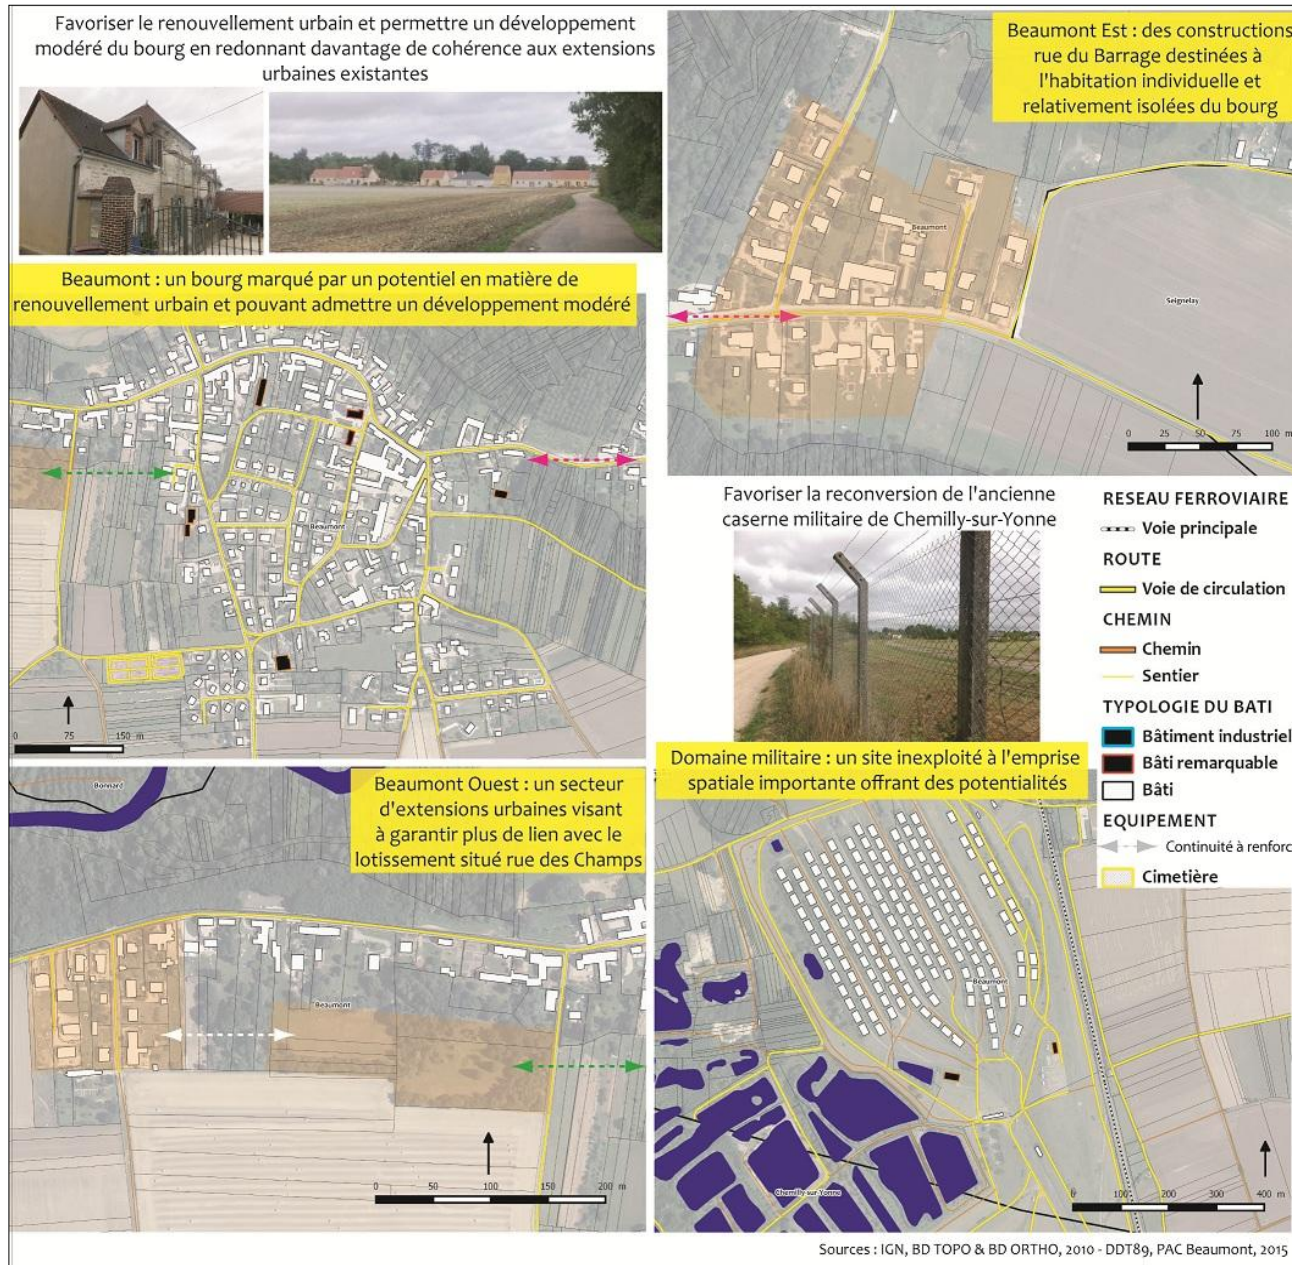 Favoriser le renouvellement urbain et permettre un développement
modéré du bourg en redonnant davantage de cohérence aux extensions
urbaines existantes
Beaumont Est : des constructions
rue du Barrage destinées à
l'habitation individuelle et
relativement isolées du bourg
Beaumont
Seignelay
0 25 50 75 100 m
Beaumont : un bourg marqué par un potentiel en matière de
renouvellement urbain et pouvant admettre un développement modéré
Beaumont
0 75 150 m
Favoriser la reconversion de l'ancienne
caserne militaire de Chemilly-sur-Yonne
RESEAU FERROVIAIRE
Voie principale
ROUTE
Voie de circulation
CHEMIN
Chemin
Sentier
TYPOLOGIE DU BATI
Bâtiment industriel
Bâti remarquable
Bâti
EQUIPEMENT
Continuité à renforc
Cimetière
Beaumont Ouest : un secteur
d'extensions urbaines visant
à garantir plus de lien avec le
lotissement situé rue des Champs
Bonnard
Beaumont
0 50 100 150 200 m
Domaine militaire : un site inexploité à l'emprise
spatiale importante offrant des potentialités
Beaumont
Chemilly-sur-Yonne
0 100 200 300 400 m
Sources : IGN, BD TOPO & BD ORTHO, 2010 - DDT89, PAC Beaumont, 2015